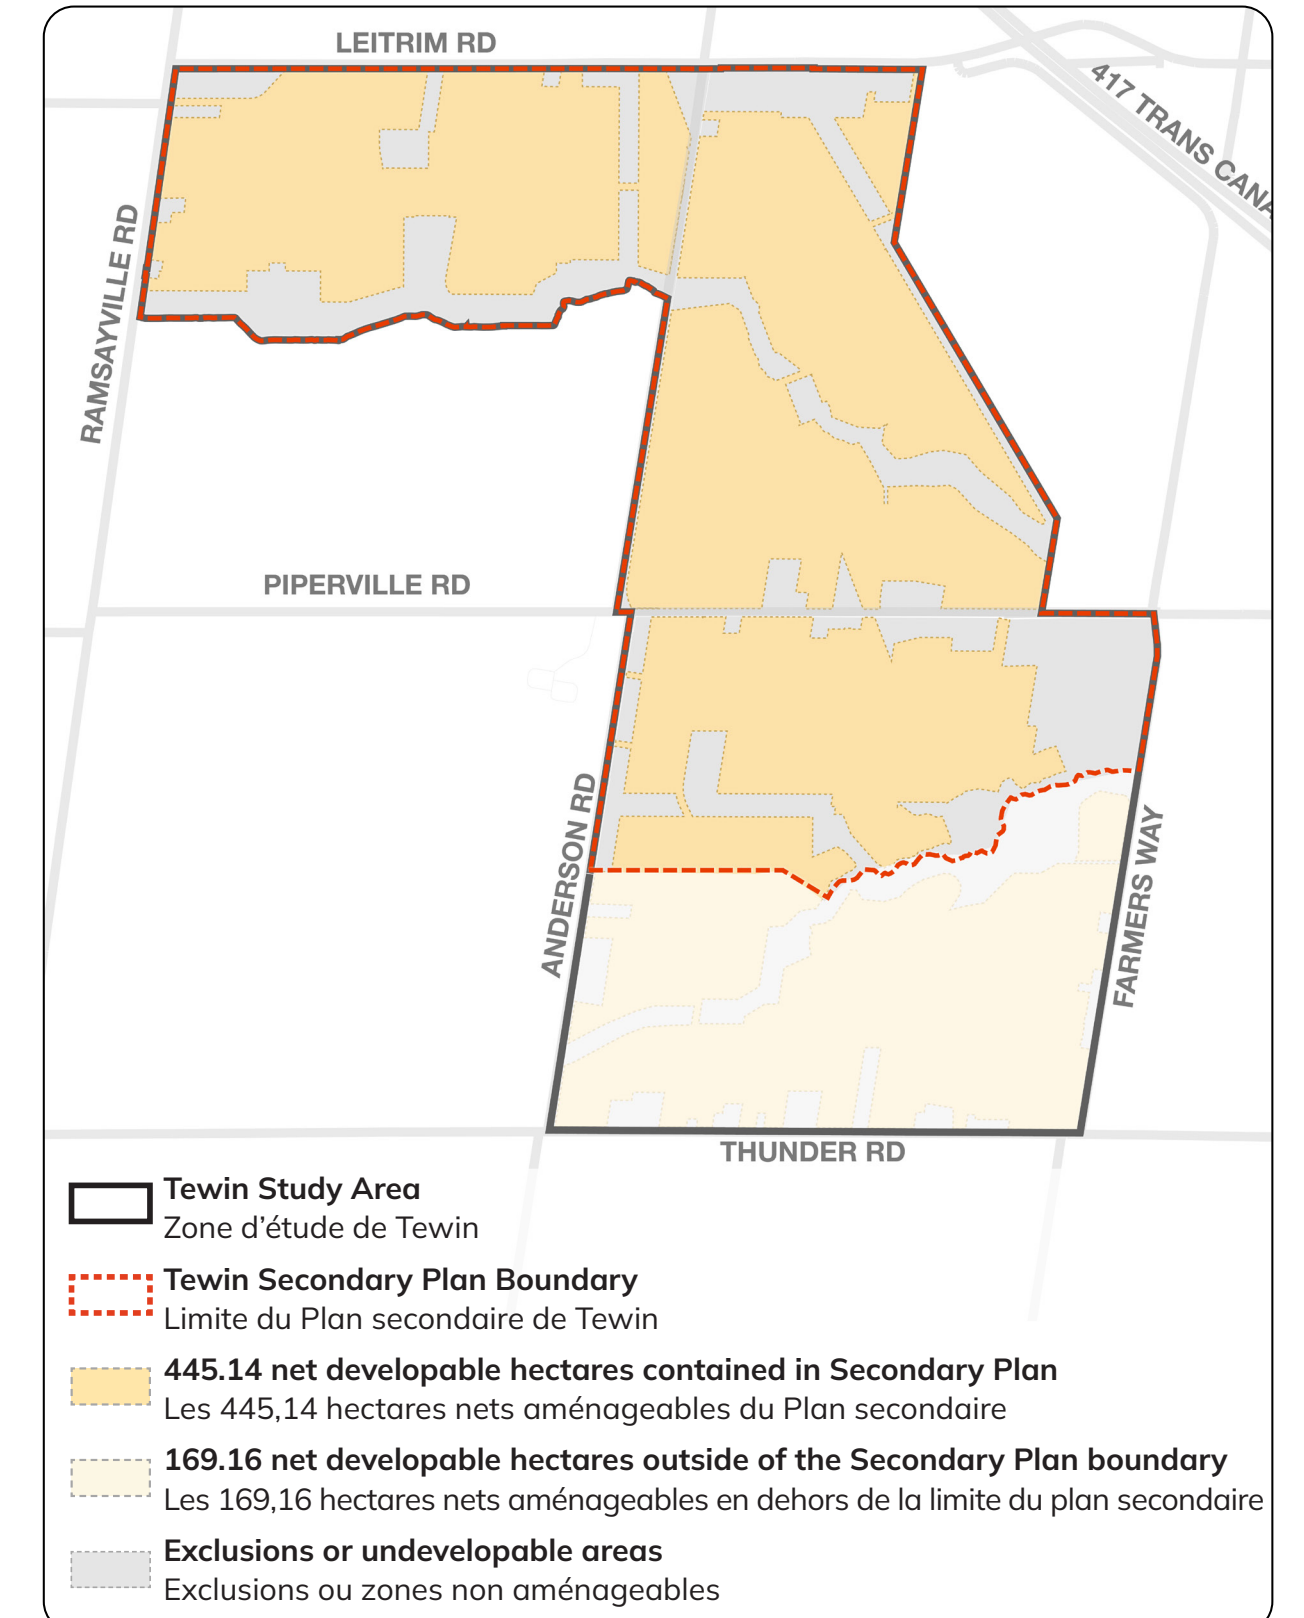 LEITRIM RD
417 TRANS CANA
RAMSAYVILLE RD
PIPERVILLE RD
ANDERSON RD
FARMERS WAY
THUNDER RD
Tewin Study Area
Zone d'étude de Tewin
Tewin Secondary Plan Boundary
Limite du Plan secondaire de Tewin
445.14 net developable hectares contained in Secondary Plan
Les 445,14 hectares nets aménageables du Plan secondaire
169.16 net developable hectares outside of the Secondary Plan boundary
Les 169,16 hectares nets aménageables en dehors de la limite du plan secondaire
Exclusions or undevelopable areas
Exclusions ou zones non aménageables